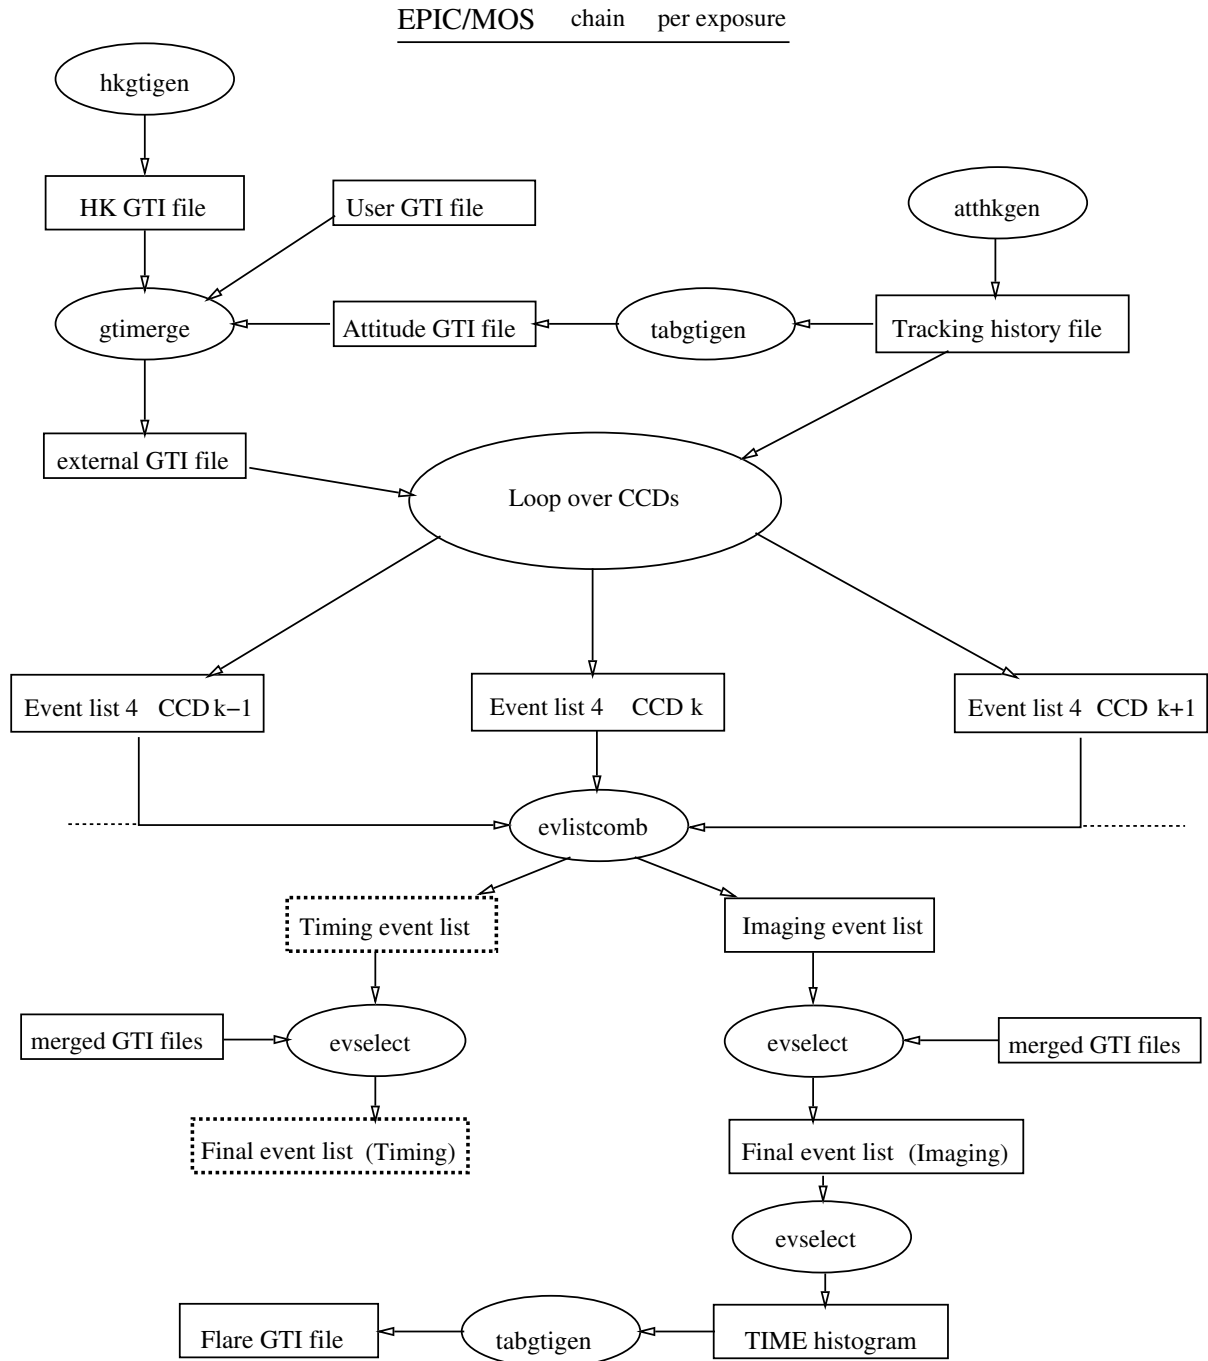 EPIC/MOS chain per exposure
hkgtigen
HK GTI file
User GTI file
atthkgen
gtimerge
Attitude GTI file
tabgtigen
Tracking history file
external GTI file
Loop over CCDs
Event list 4 CCD k−1
Event list 4 CCD k
Event list 4 CCD k+1
evlistcomb
Timing event list
Imaging event list
merged GTI files
evselect
evselect
merged GTI files
Final event list (Timing)
Final event list (Imaging)
evselect
Flare GTI file
tabgtigen
TIME histogram